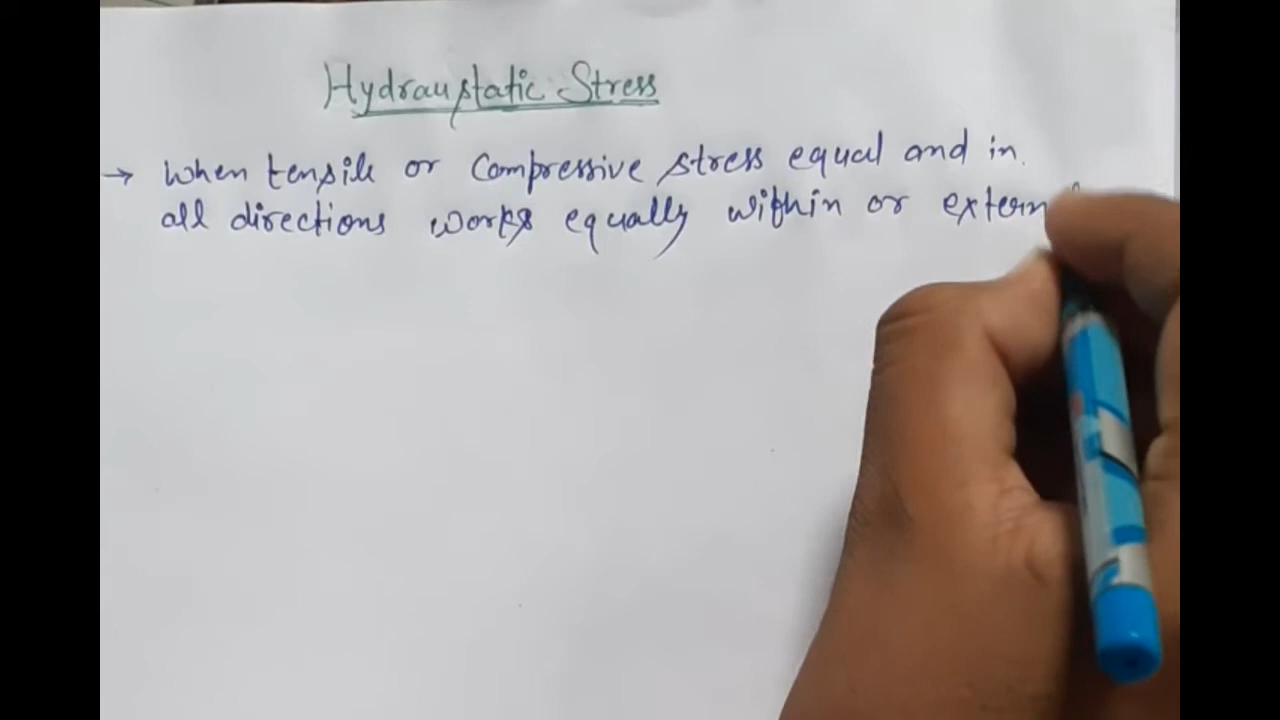 Hydraustatic Stress
→ When tensile or compressive stress equal and in
all directions works equally within or extern